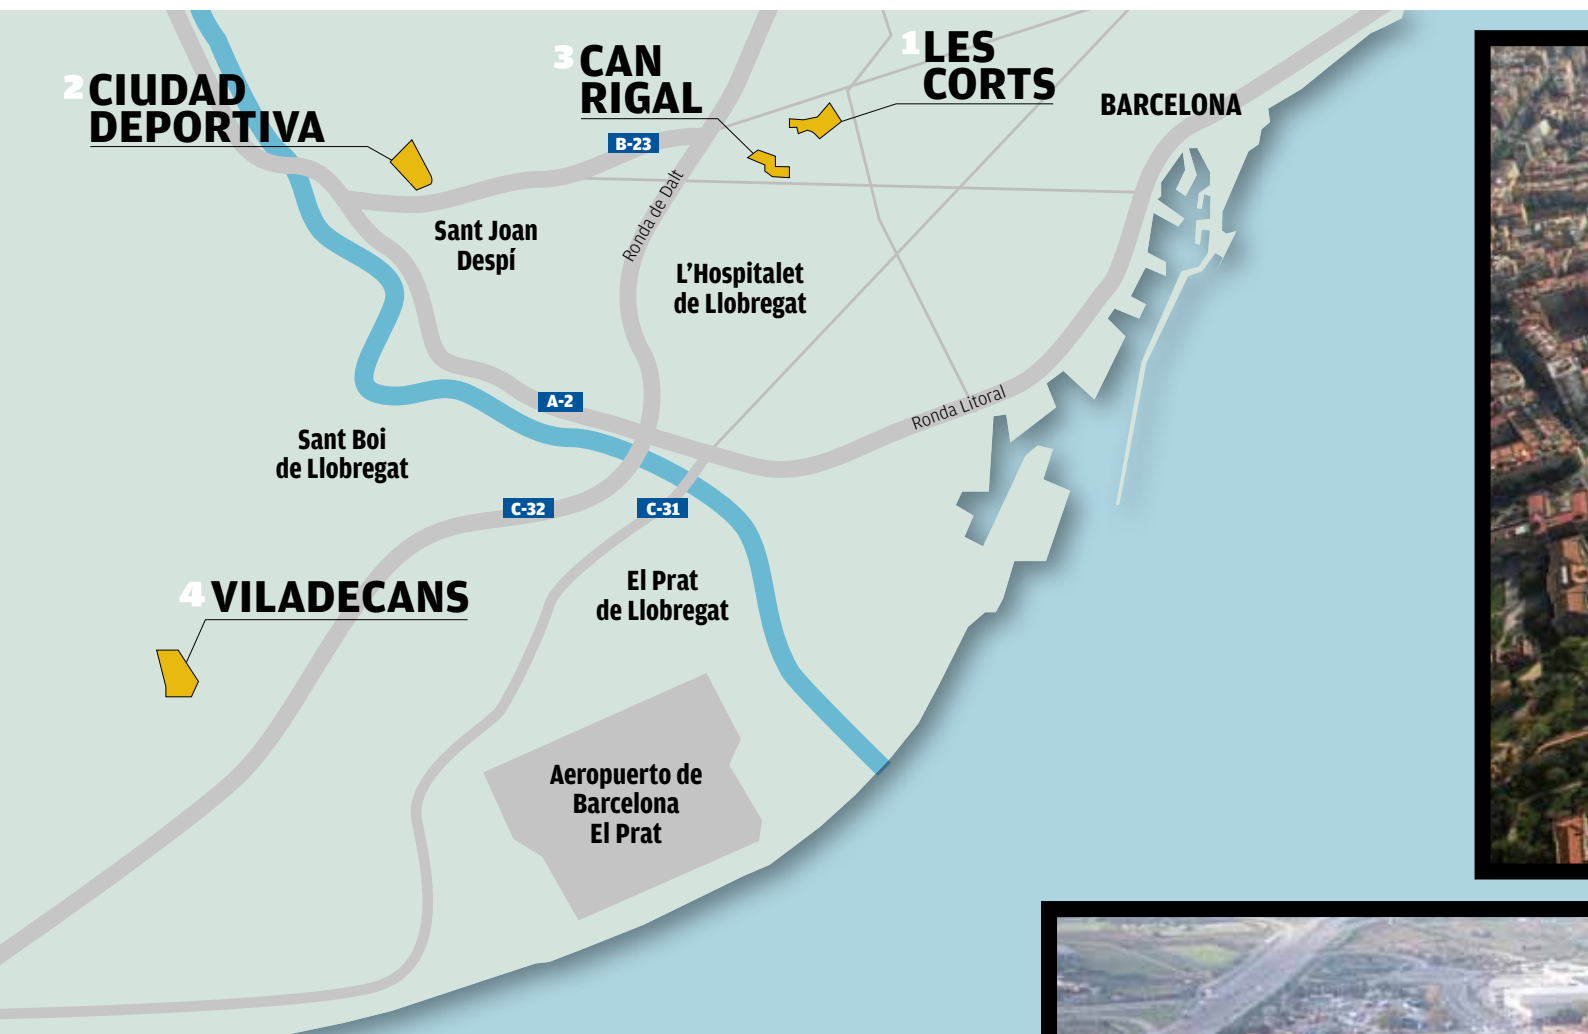 1 LES
CORTS
3 CAN
RIGAL
2 CIUDAD
DEPORTIVA
BARCELONA
B-23
Ronda de Dalt
Sant Joan
Despí
L'Hospitalet
de Llobregat
A-2
Ronda Litoral
Sant Boi
de Llobregat
C-32
C-31
El Prat
de Llobregat
4 VILADECANS
Aeropuerto de
Barcelona
El Prat